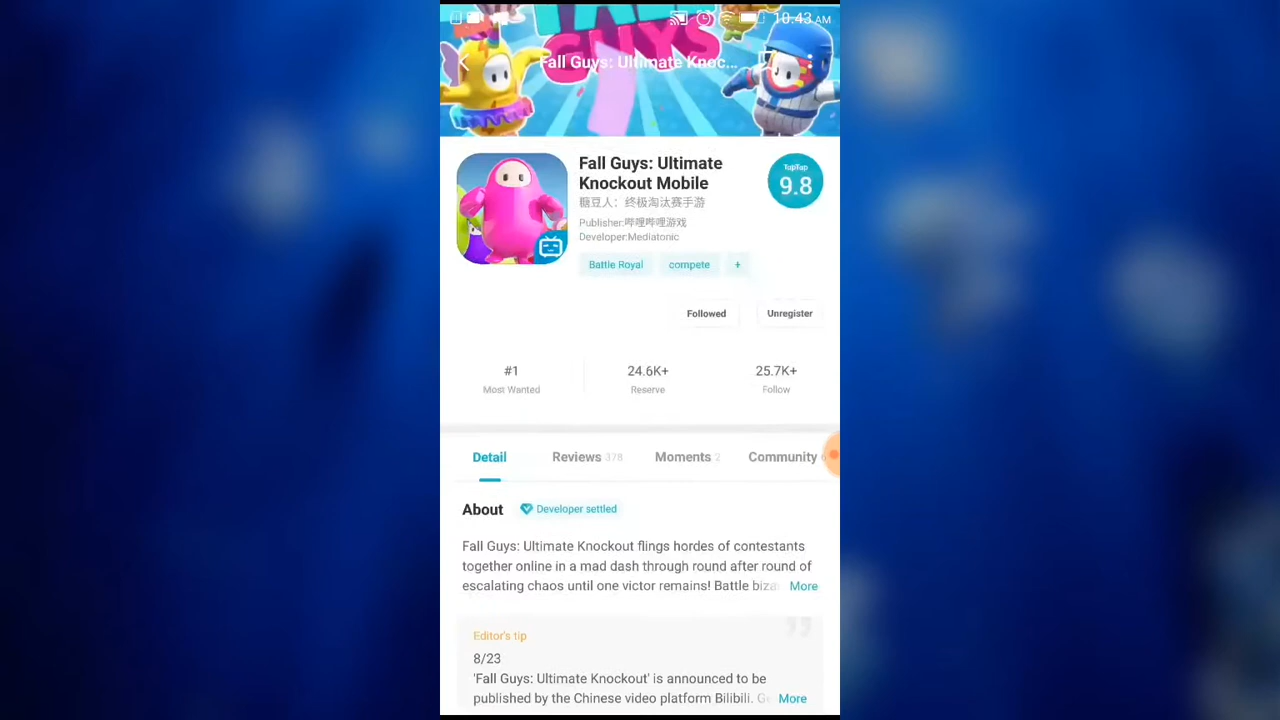 10.43 AM
GUYS
Fall Guys: Ultimate Knoc...
Fall Guys: Ultimate
Knockout Mobile
糖豆人：终极淘汰赛手游
Publisher:哔哩哔哩游戏
Developer:Mediatonic
TapTap
9.8
Battle Royal
compete
+
Followed
Unregister
#1
Most Wanted
24.6K+
Reserve
25.7K+
Follow
Detail
Reviews 378
Moments 2
Community
About
Developer settled
Fall Guys: Ultimate Knockout flings hordes of contestants
together online in a mad dash through round after round of
escalating chaos until one victor remains! Battle biza
More
Editor's tip
8/23
'Fall Guys: Ultimate Knockout' is announced to be
published by the Chinese video platform Bilibili. Ge
More